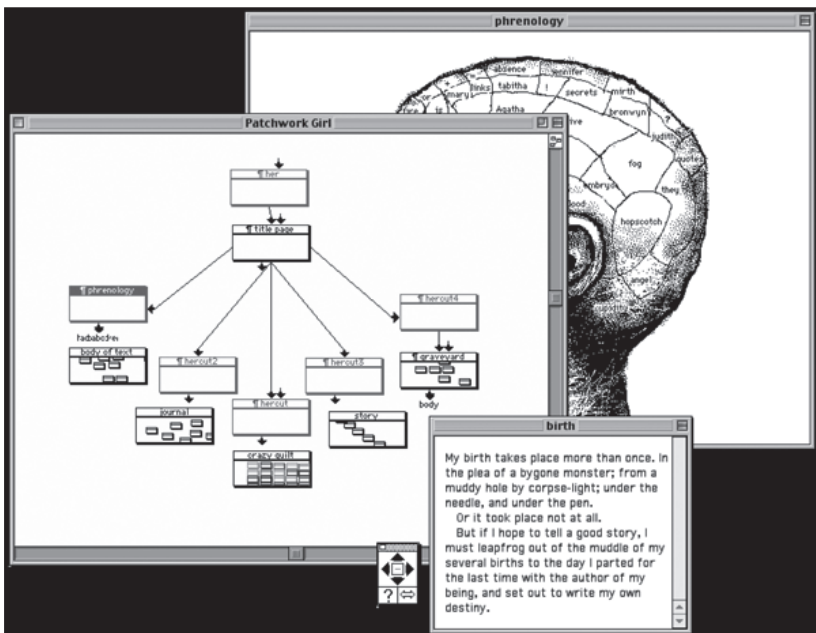 phrenology
absence
jennifer
or
mary
links
tabitha
!
secrets
mirth
is
Agatha
bronwyn
?
judith
fog
quotes
they
hopscotch
angel
Patchwork Girl
¶ her
¶ title page
¶ phrenology
¶ hercut4
body of text
¶ hercut2
¶ hercut3
¶ graveyard
body
journal
¶ hercut
story
crazy quilt
birth
My birth takes place more than once. In
the plea of a bygone monster; from a
muddy hole by corpse-light; under the
needle, and under the pen.
Or it took place not at all.
But if I hope to tell a good story, I
must leapfrog out of the muddle of my
several births to the day I parted for
the last time with the author of my
being, and set out to write my own
destiny.
?